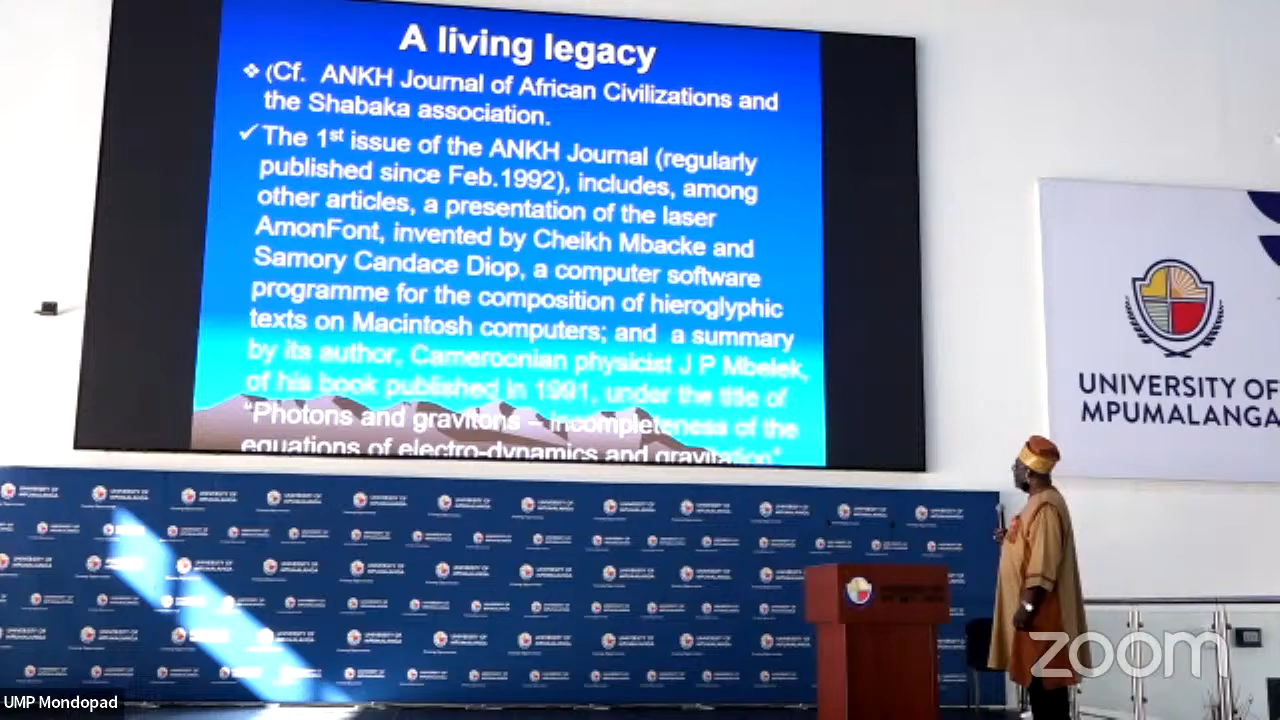 A living legacy
❖ (Cf. ANKH Journal of African Civilizations and
the Shabaka association.
✓ The 1st issue of the ANKH Journal (regularly
published since Feb.1992), includes, among
other articles, a presentation of the laser
AmonFont, invented by Cheikh Mbacke and
Samory Candace Diop, a computer software
programme for the composition of hieroglyphic
texts on Macintosh computers; and a summary
by its author, Cameroonian physicist J P Mbelek,
of his book published in 1991, under the title of
“Photons and gravitons – incompleteness of the
equations of electro-dynamics and gravitation”
UNIVERSITY OF
MPUMALANGA
zoom
UMP Mondopad